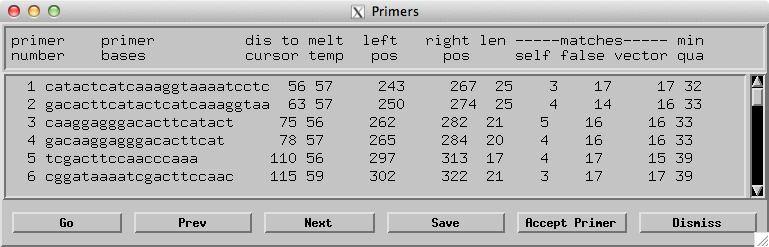 Primers
primer primer dis to melt left right len -----matches----- min
number bases cursor temp pos pos self false vector qua
1 catactcatcaaaggtaaaatcctc 56 57 243 267 25 3 17 17 32
2 gacacttcatactcatcaaaggtaa 63 57 250 274 25 4 14 16 33
3 caaggagggacacttcatact 75 56 262 282 21 5 16 16 33
4 gacaaggagggacacttcat 78 57 265 284 20 4 16 16 33
5 tcgacttccaacccaaa 110 56 297 313 17 4 17 15 39
6 cggataaaatcgacttccaac 115 59 302 322 21 3 17 17 39
Go Prev Next Save Accept Primer Dismiss